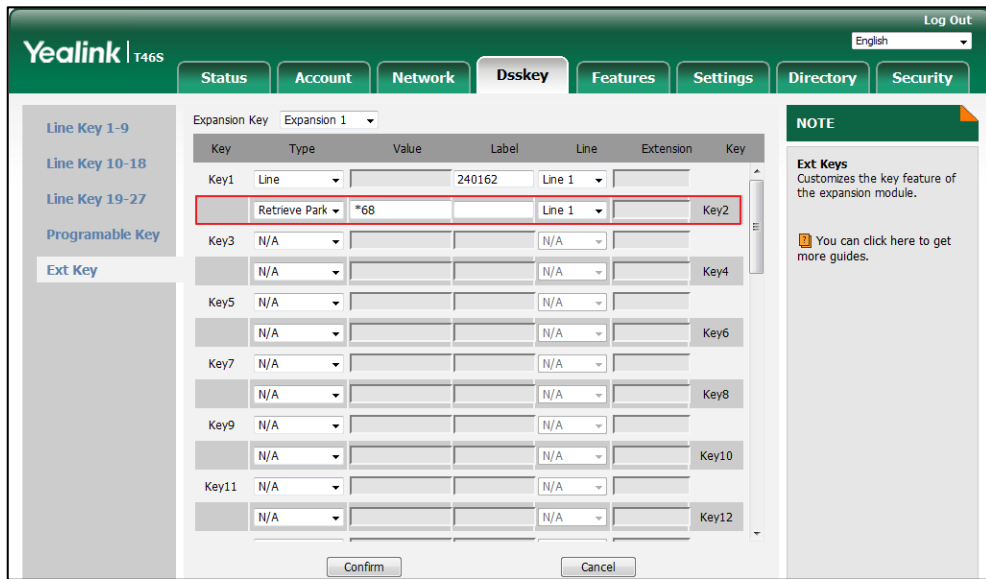 Log Out
Yealink | T46S
English
Status Account Network Dsskey Features Settings Directory Security
Line Key 1-9
Line Key 10-18
Line Key 19-27
Programable Key
Ext Key
Expansion Key Expansion 1
Key Type Value Label Line Extension Key
Key1 Line 240162 Line 1
Retrieve Park *68 Line 1 Key2
Key3 N/A N/A
N/A N/A Key4
Key5 N/A N/A
N/A N/A Key6
Key7 N/A N/A
N/A N/A Key8
Key9 N/A N/A
N/A N/A Key10
Key11 N/A N/A
N/A N/A Key12
Confirm Cancel
NOTE
Ext Keys
Customizes the key feature of
the expansion module.
You can click here to get
more guides.